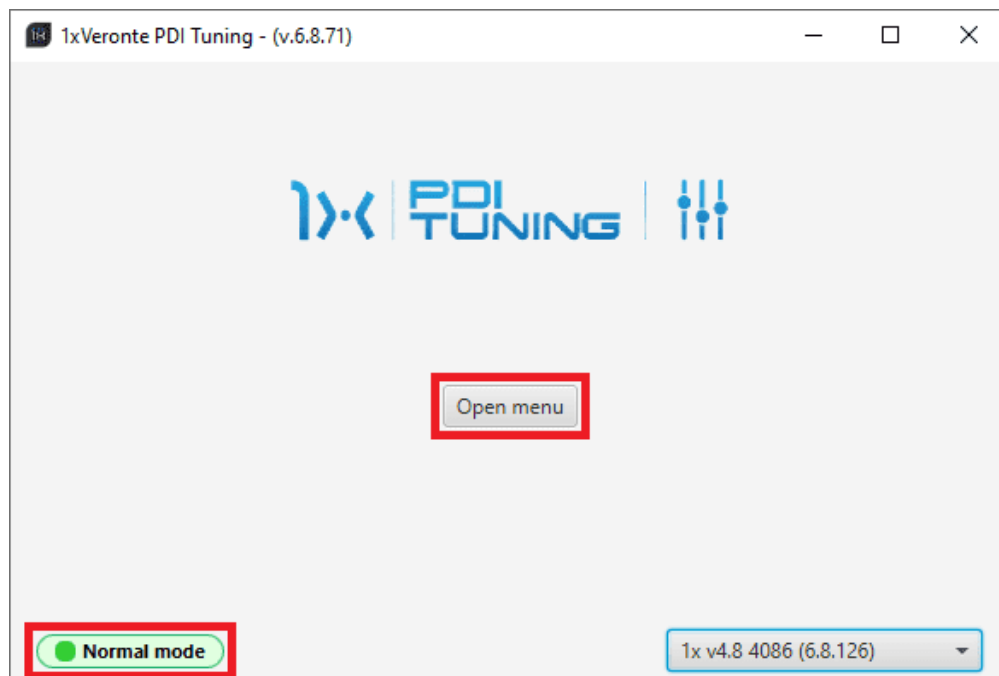 1xVeronte PDI Tuning - (v.6.8.71)
1x PDI
TUNING
Open menu
Normal mode
1x v4.8 4086 (6.8.126)